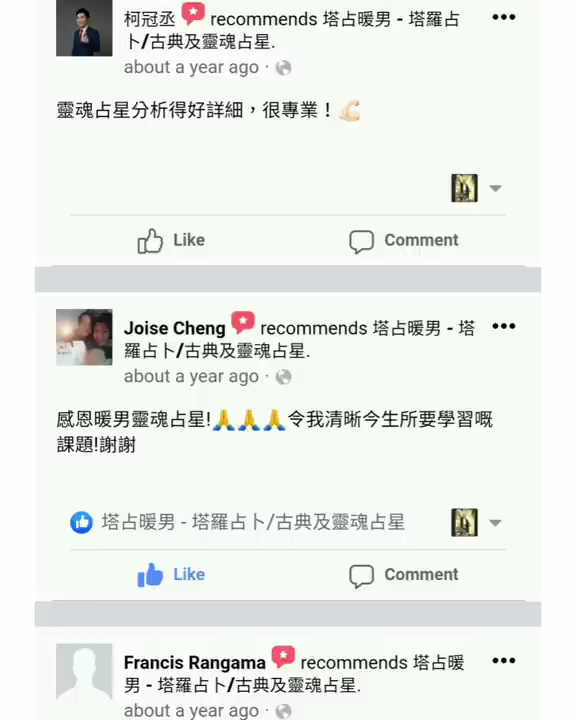 柯冠丞 recommends 塔占暖男 - 塔羅占
卜/古典及靈魂占星.
about a year ago ·
靈魂占星分析得好詳細，很專業！💪🏻
Like
Comment
Joise Cheng recommends 塔占暖男 - 塔
羅占卜/古典及靈魂占星.
about a year ago ·
感恩暖男靈魂占星!🙏🙏🙏令我清晰今生所要學習嘅
課題!謝謝
塔占暖男 - 塔羅占卜/古典及靈魂占星
Like
Comment
Francis Rangama recommends 塔占暖
男 - 塔羅占卜/古典及靈魂占星.
about a year ago ·